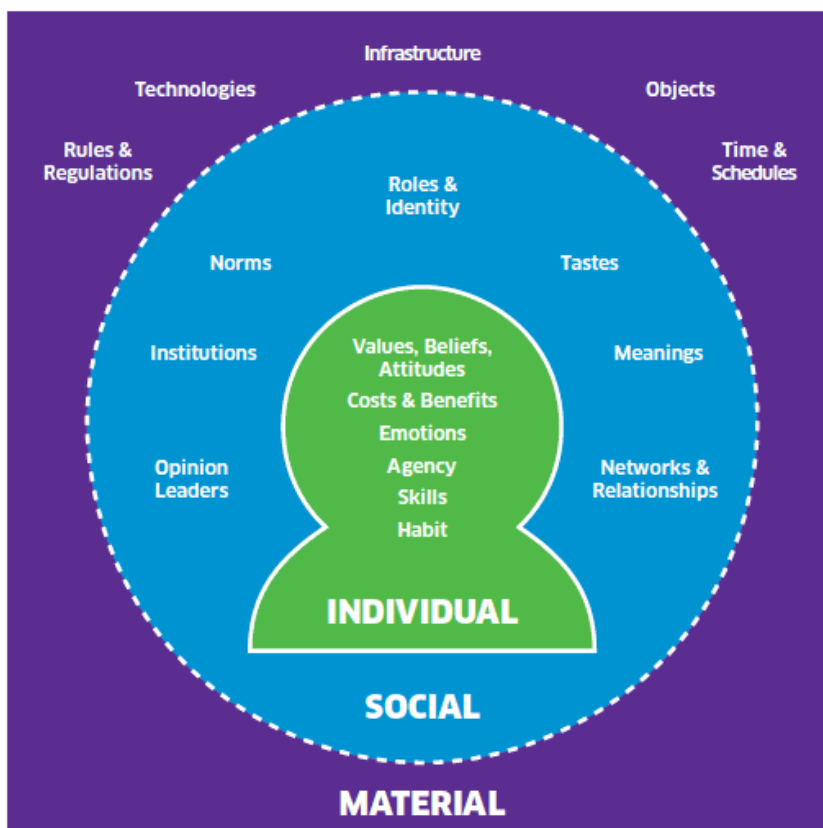 Infrastructure
Technologies
Objects
Rules &
Regulations
Time &
Schedules
Roles &
Identity
Norms
Tastes
Institutions
Meanings
Opinion
Leaders
Networks &
Relationships
Values, Beliefs,
Attitudes
Costs & Benefits
Emotions
Agency
Skills
Habit
INDIVIDUAL
SOCIAL
MATERIAL